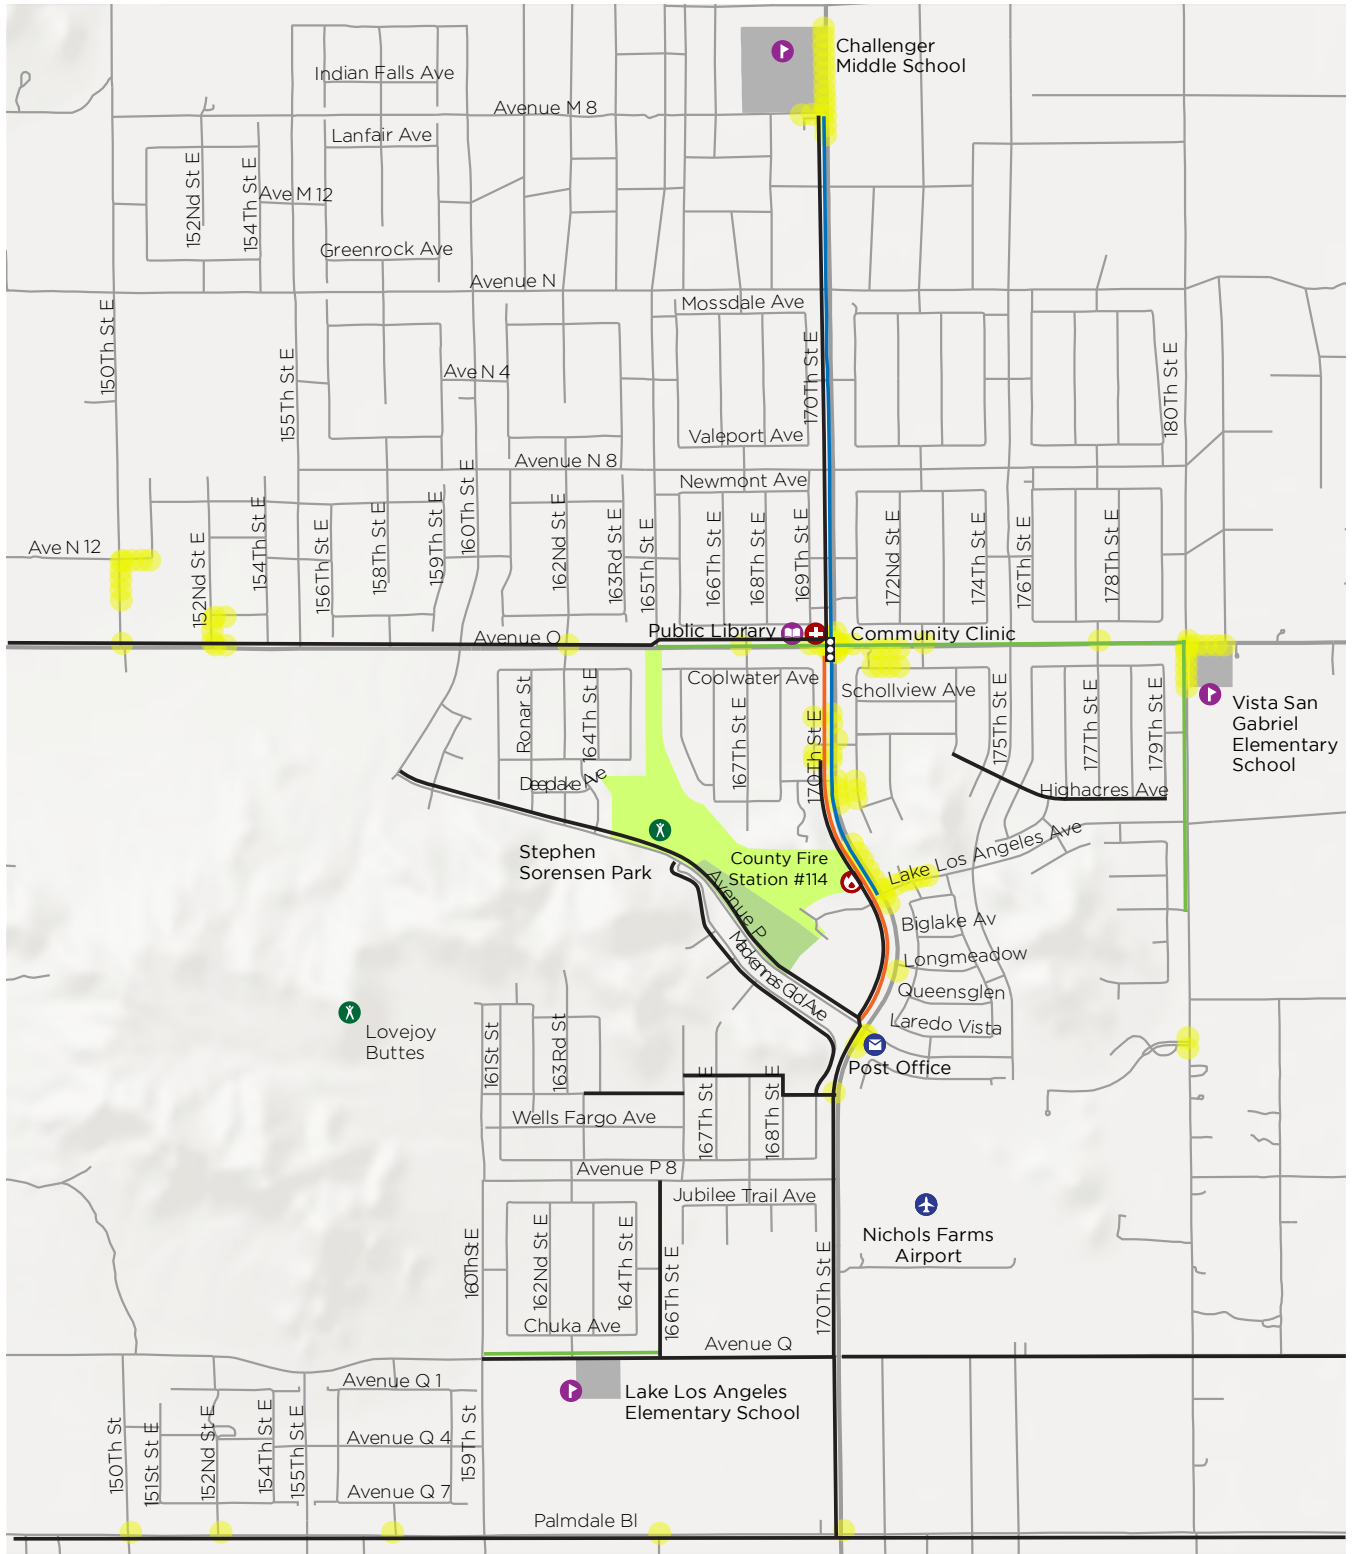 Challenger
Middle School
Indian Falls Ave
Avenue M 8
Lanfair Ave
152Nd St E
154Th St E
Ave M 12
Greenrock Ave
Avenue N
Mossdale Ave
150Th St E
155Th St E
Ave N 4
170Th St E
180Th St E
Valeport Ave
Avenue N 8
Newmont Ave
160Th St E
Ave N 12
152Nd St E
154Th St E
156Th St E
158Th St E
159Th St E
162Nd St E
163Rd St E
165Th St E
166Th St E
168Th St E
169Th St E
172Nd St E
174Th St E
176Th St E
178Th St E
Avenue O
Public Library
Community Clinic
Coolwater Ave
Schollview Ave
Ronar St
164Th St E
167Th St E
170Th St E
175Th St E
177Th St E
179Th St E
Vista San
Gabriel
Elementary
School
Deeplake Ave
Highacres Ave
Stephen
Sorensen Park
County Fire
Station #114
Lake Los Angeles Ave
Avenue P
Biglake Av
Mackennas Gld Ave
Longmeadow
Queensglen
Laredo Vista
Lovejoy
Buttes
161St St
163Rd St
Post Office
Wells Fargo Ave
167Th St E
168Th St E
Avenue P 8
Jubilee Trail Ave
160Th St E
162Nd St E
164Th St E
166Th St E
170Th St E
Nichols Farms
Airport
Chuka Ave
Avenue Q
Avenue Q 1
Lake Los Angeles
Elementary School
150Th St
151St St E
152Nd St E
154Th St E
155Th St E
Avenue Q 4
159Th St E
Avenue Q 7
Palmdale Bl